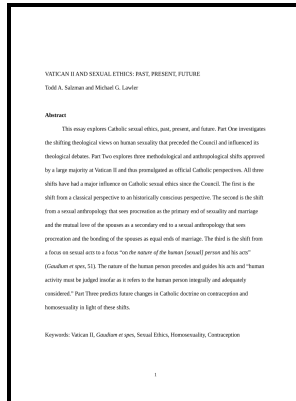 VATICAN II AND SEXUAL ETHICS: PAST, PRESENT, FUTURE
Todd A. Salzman and Michael G. Lawler
Abstract
This essay explores Catholic sexual ethics, past, present, and future. Part One investigates
the shifting theological views on human sexuality that preceded the Council and influenced its
theological debates. Part Two explores three methodological and anthropological shifts approved
by a large majority at Vatican II and thus promulgated as official Catholic perspectives. All three
shifts have had a major influence on Catholic sexual ethics since the Council. The first is the
shift from a classical perspective to an historically conscious perspective. The second is the shift
from a sexual anthropology that sees procreation as the primary end of sexuality and marriage
and the mutual love of the spouses as a secondary end to a sexual anthropology that sees
procreation and the bonding of the spouses as equal ends of marriage. The third is the shift from
a focus on sexual acts to a focus "on the nature of the human [sexual] person and his acts"
(Gaudium et spes, 51). The nature of the human person precedes and guides his acts and "human
activity must be judged insofar as it refers to the human person integrally and adequately
considered." Part Three predicts future changes in Catholic doctrine on contraception and
homosexuality in light of these shifts.
Keywords: Vatican II, Gaudium et spes, Sexual Ethics, Homosexuality, Contraception
1